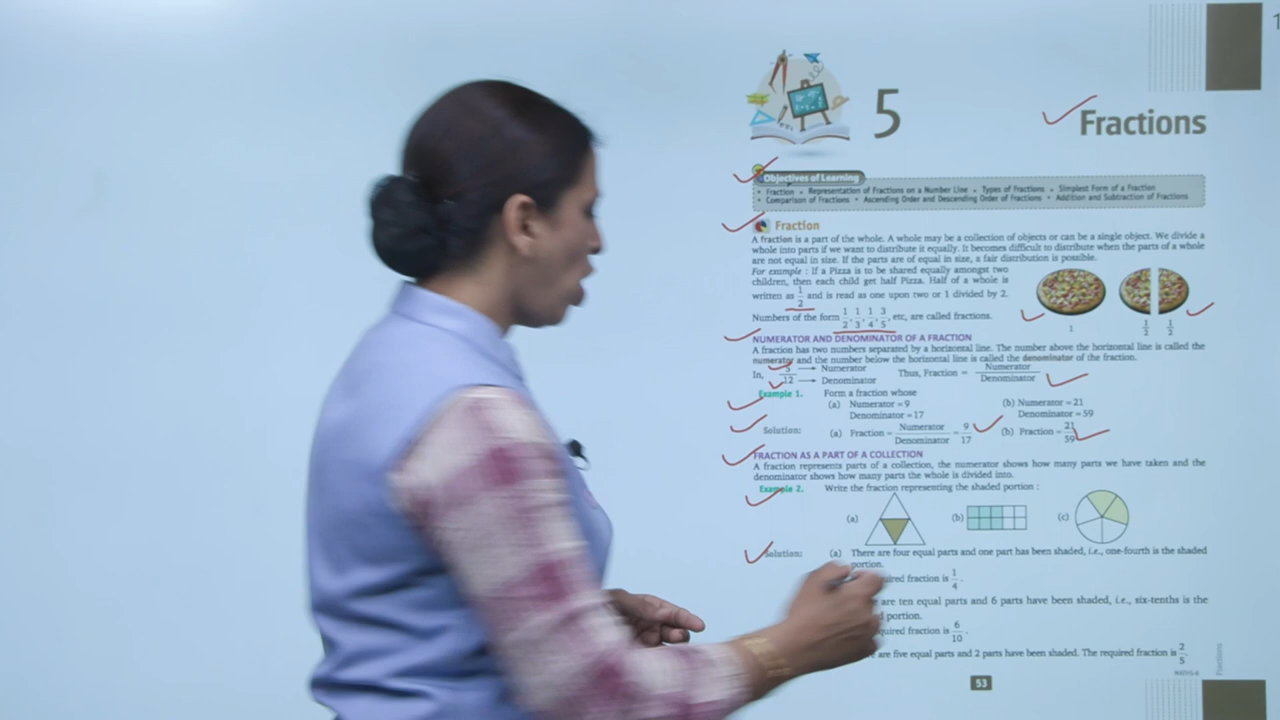 5
Fractions
Objectives of Learning
• Fraction • Representation of Fractions on a Number Line • Types of Fractions • Simplest Form of a Fraction
• Comparison of Fractions • Ascending Order and Descending Order of Fractions • Addition and Subtraction of Fractions
Fraction
A fraction is a part of the whole. A whole may be a collection of objects or can be a single object. We divide a
whole into parts if we want to distribute it equally. It becomes difficult to distribute when the parts of a whole
are not equal in size. If the parts are of equal in size, a fair distribution is possible.
For example : If a Pizza is to be shared equally amongst two
children, then each child get half Pizza. Half of a whole is
written as 1/2 and is read as one upon two or 1 divided by 2.
Numbers of the form 1/2, 1/3, 1/4, 3/5, etc, are called fractions.
1
1/2 1/2
NUMERATOR AND DENOMINATOR OF A FRACTION
A fraction has two numbers separated by a horizontal line. The number above the horizontal line is called the
numerator and the number below the horizontal line is called the denominator of the fraction.
In, 5/12 → Numerator → Denominator Thus, Fraction = Numerator/Denominator
Example 1. Form a fraction whose
(a) Numerator = 9 (b) Numerator = 21
Denominator = 17 Denominator = 59
Solution: (a) Fraction = Numerator/Denominator = 9/17 (b) Fraction = 21/59
FRACTION AS A PART OF A COLLECTION
A fraction represents parts of a collection, the numerator shows how many parts we have taken and the
denominator shows how many parts the whole is divided into.
Example 2. Write the fraction representing the shaded portion :
(a) (b) (c)
Solution: (a) There are four equal parts and one part has been shaded, i.e., one-fourth is the shaded
portion.
fraction is 1/4.
are ten equal parts and 6 parts have been shaded, i.e., six-tenths is the
portion.
fraction is 6/10.
are five equal parts and 2 parts have been shaded. The required fraction is 2/5.
53
MATHS-6
Fractions
1